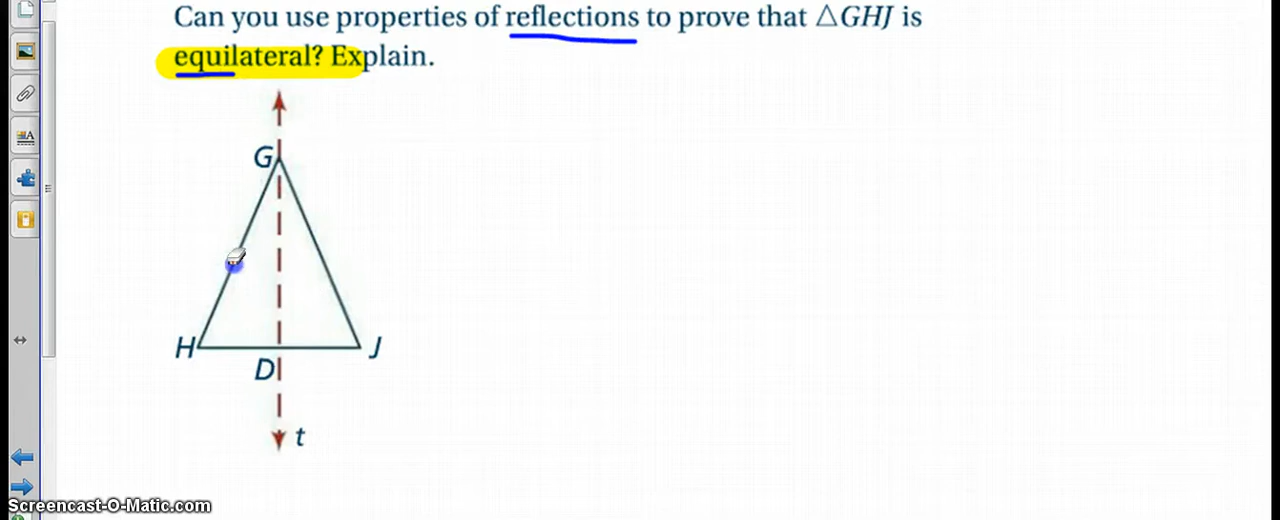 Can you use properties of reflections to prove that △GHJ is
equilateral? Explain.
G
H
J
D
t
Screencast-O-Matic.com